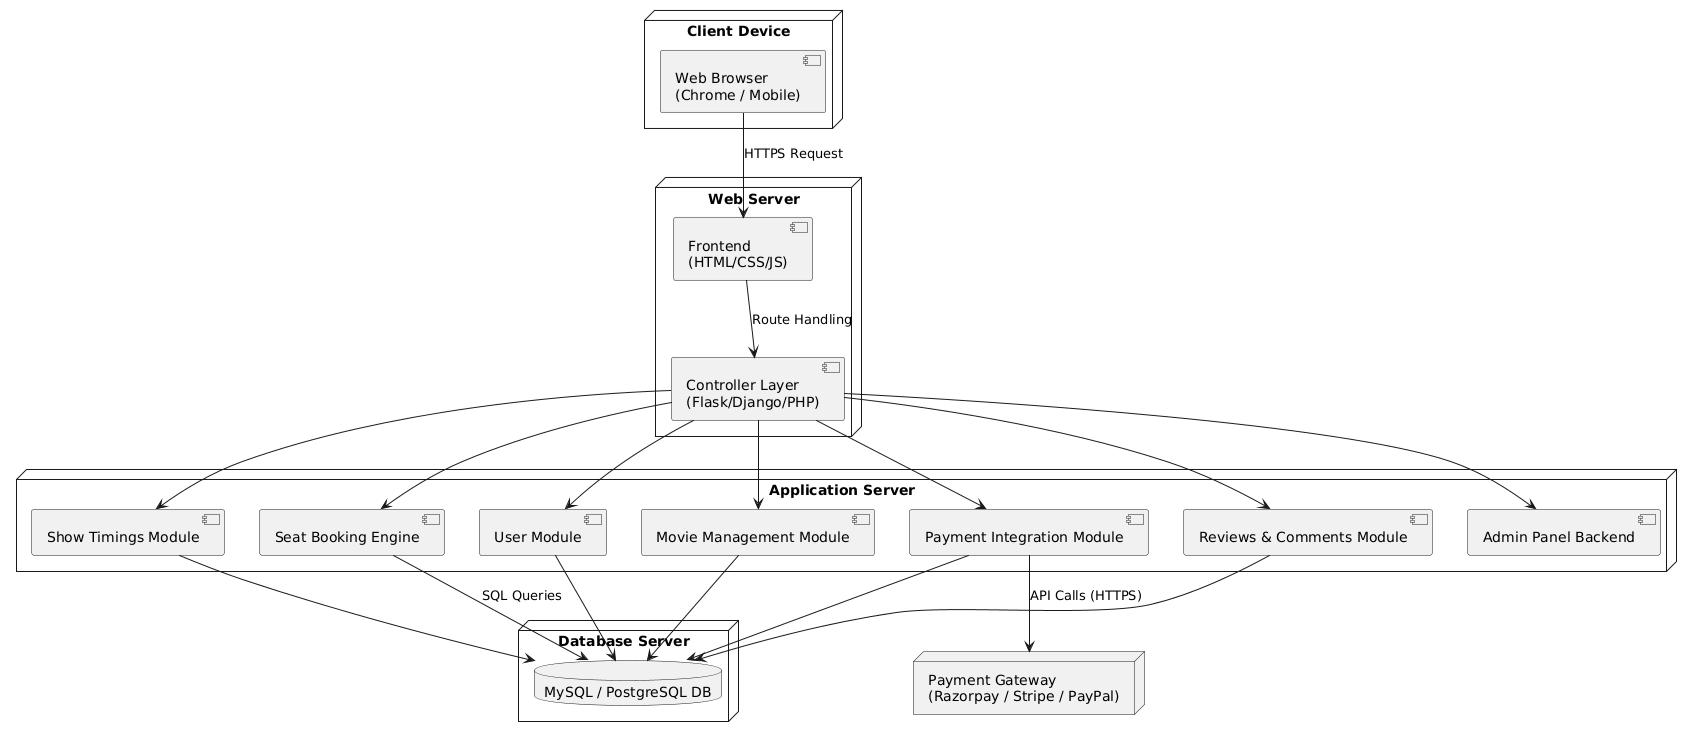 Client Device
Web Browser
(Chrome / Mobile)
HTTPS Request
Web Server
Frontend
(HTML/CSS/JS)
Route Handling
Controller Layer
(Flask/Django/PHP)
Application Server
Show Timings Module
Seat Booking Engine
User Module
Movie Management Module
Payment Integration Module
Reviews & Comments Module
Admin Panel Backend
SQL Queries
API Calls (HTTPS)
Database Server
MySQL / PostgreSQL DB
Payment Gateway
(Razorpay / Stripe / PayPal)